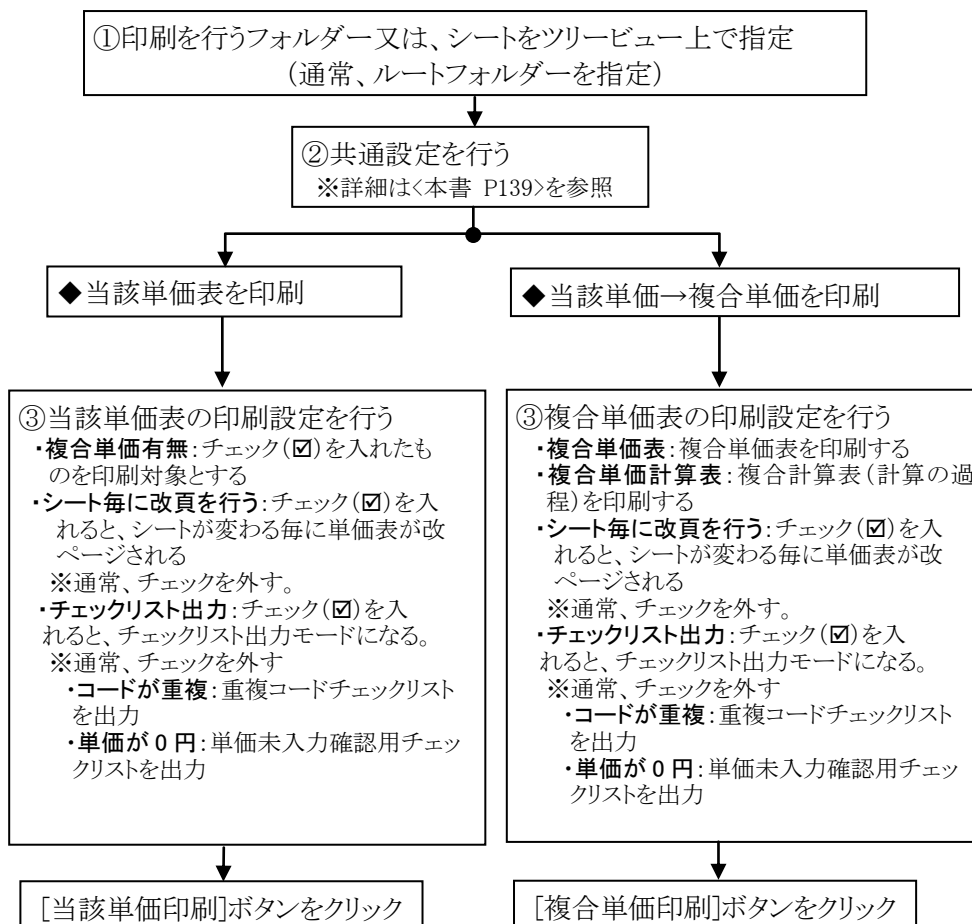 ①印刷を行うフォルダー又は、シートをツリービュー上で指定
（通常、ルートフォルダーを指定）
②共通設定を行う
※詳細は<本書 P139>を参照
◆当該単価表を印刷
③当該単価表の印刷設定を行う
・複合単価有無:チェック(☑)を入れたも
のを印刷対象とする
・シート毎に改頁を行う:チェック(☑)を入
れると、シートが変わる毎に単価表が改
ページされる
※通常、チェックを外す。
・チェックリスト出力:チェック(☑)を入
れると、チェックリスト出力モードになる。
※通常、チェックを外す
・コードが重複:重複コードチェックリスト
を出力
・単価が0円:単価未入力確認用チェッ
クリストを出力
[当該単価印刷]ボタンをクリック
◆当該単価→複合単価を印刷
③複合単価表の印刷設定を行う
・複合単価表:複合単価表を印刷する
・複合単価計算表:複合計算表(計算の過
程)を印刷する
・シート毎に改頁を行う:チェック(☑)を入
れると、シートが変わる毎に単価表が改
ページされる
※通常、チェックを外す。
・チェックリスト出力:チェック(☑)を入
れると、チェックリスト出力モードになる。
※通常、チェックを外す
・コードが重複:重複コードチェックリスト
を出力
・単価が0円:単価未入力確認用チェッ
クリストを出力
[複合単価印刷]ボタンをクリック